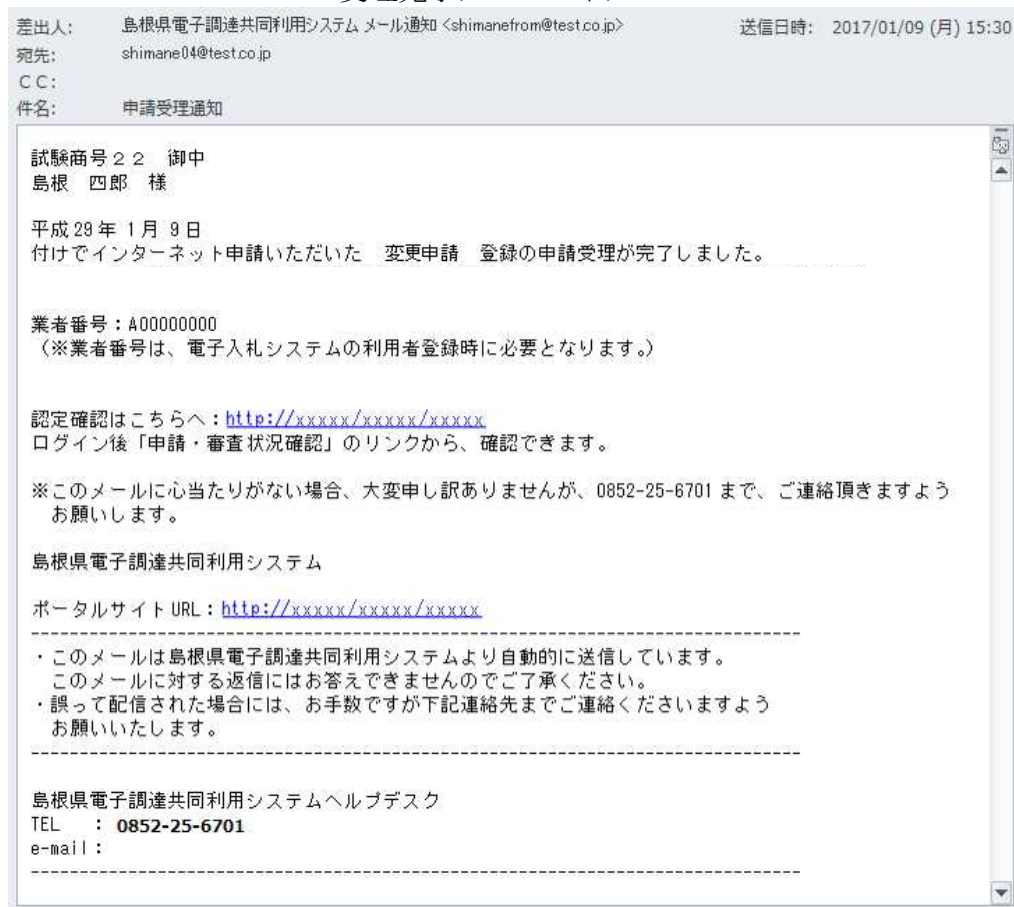 差出人: 島根県電子調達共同利用システム メール通知 <shimanefrom@test.co.jp> 送信日時: 2017/01/09 (月) 15:30
宛先: shimane04@test.co.jp
CC:
件名: 申請受理通知
試験商号22 御中
島根 四郎 様
平成29年 1月 9日
付けでインターネット申請いただいた 変更申請 登録の申請受理が完了しました。
業者番号:A00000000
(※業者番号は、電子入札システムの利用者登録時に必要となります。)
認定確認はこちらへ:http://xxxxx/xxxxx/xxxxx
ログイン後「申請・審査状況確認」のリンクから、確認できます。
※このメールに心当たりがない場合、大変申し訳ありませんが、0852-25-6701 まで、ご連絡頂きますよう
お願いします。
島根県電子調達共同利用システム
ポータルサイト URL:http://xxxxx/xxxxx/xxxxx
--------------------------------------------------------------------------------
・このメールは島根県電子調達共同利用システムより自動的に送信しています。
このメールに対する返信にはお答えできませんのでご了承ください。
・誤って配信された場合には、お手数ですが下記連絡先までご連絡くださいますよう
お願いいたします。
--------------------------------------------------------------------------------
島根県電子調達共同利用システムヘルプデスク
TEL : 0852-25-6701
e-mail:
--------------------------------------------------------------------------------